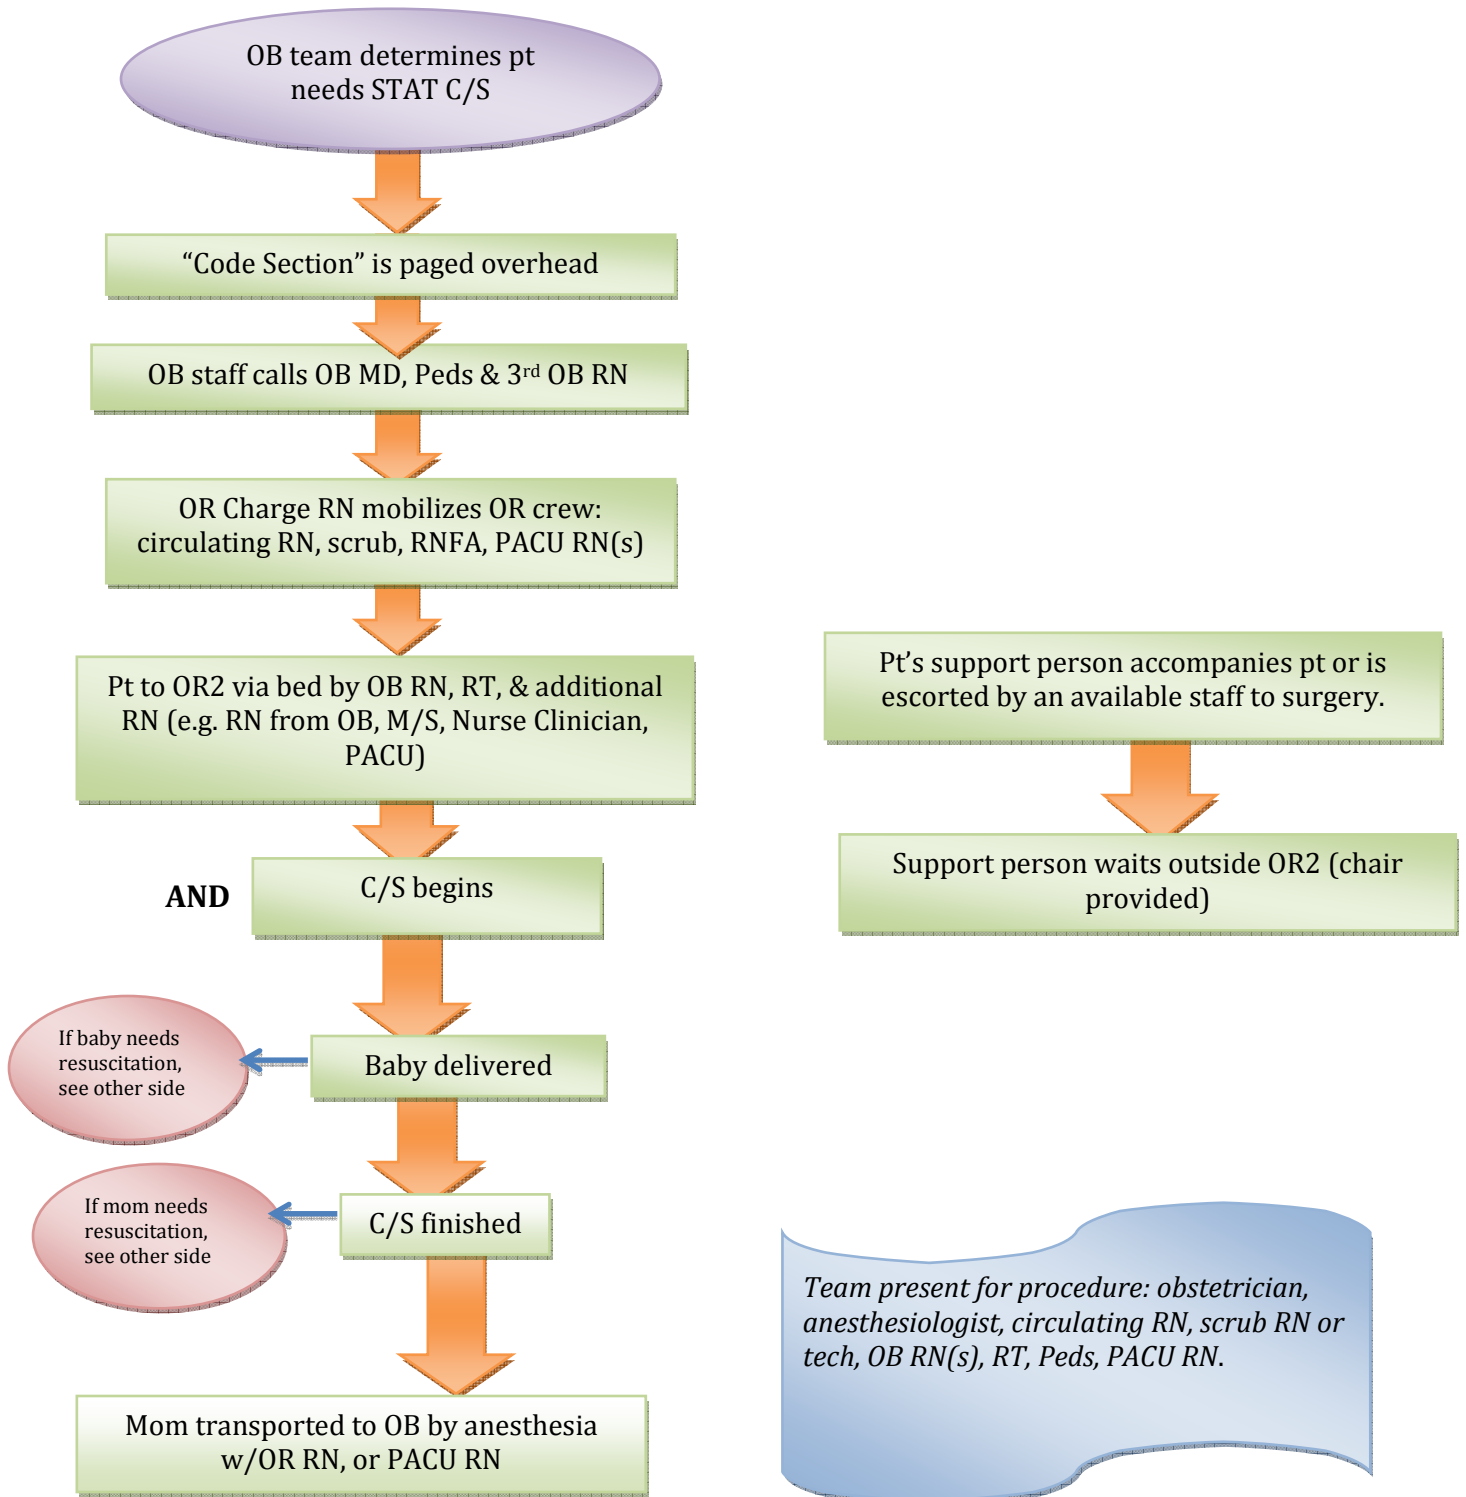 OB team determines pt
needs STAT C/S
“Code Section” is paged overhead
OB staff calls OB MD, Peds & 3rd OB RN
OR Charge RN mobilizes OR crew:
circulating RN, scrub, RNFA, PACU RN(s)
Pt to OR2 via bed by OB RN, RT, & additional
RN (e.g. RN from OB, M/S, Nurse Clinician,
PACU)
Pt’s support person accompanies pt or is
escorted by an available staff to surgery.
Support person waits outside OR2 (chair
provided)
AND
C/S begins
If baby needs
resuscitation,
see other side
Baby delivered
If mom needs
resuscitation,
see other side
C/S finished
Team present for procedure: obstetrician,
anesthesiologist, circulating RN, scrub RN or
tech, OB RN(s), RT, Peds, PACU RN.
Mom transported to OB by anesthesia
w/OR RN, or PACU RN